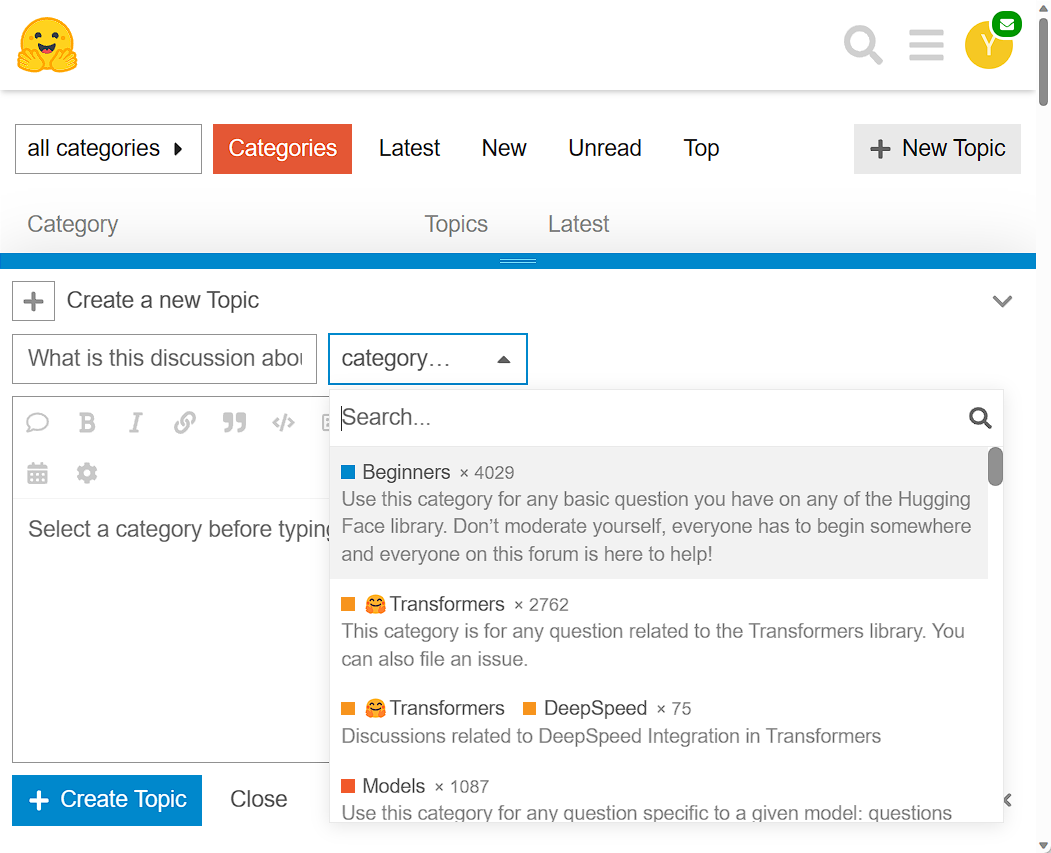 Y
all categories
Categories
Latest
New
Unread
Top
New Topic
Category
Topics
Latest
Create a new Topic
What is this discussion abou
category…
Search...
Beginners × 4029
Use this category for any basic question you have on any of the Hugging
Face library. Don’t moderate yourself, everyone has to begin somewhere
and everyone on this forum is here to help!
Transformers × 2762
This category is for any question related to the Transformers library. You
can also file an issue.
Transformers DeepSpeed × 75
Discussions related to DeepSpeed Integration in Transformers
Models × 1087
Use this category for any question specific to a given model: questions
Select a category before typing
Create Topic
Close